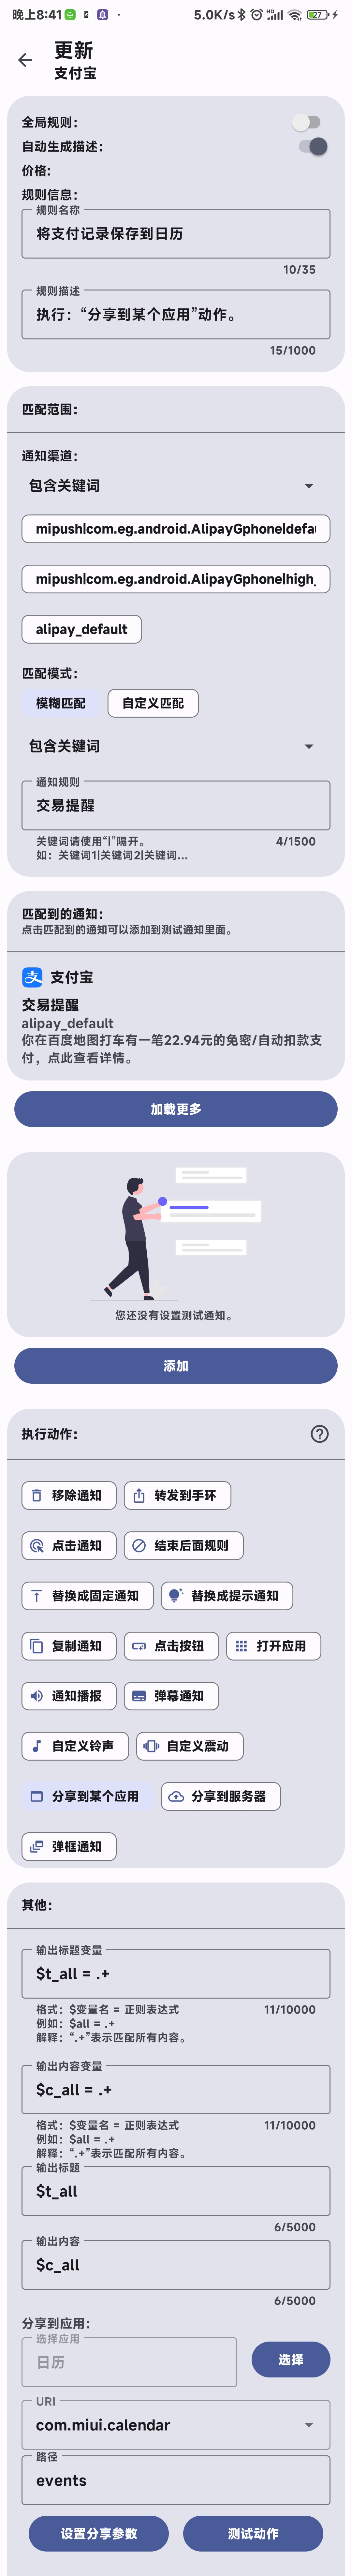 晚上8:41
5.0K/s
27
更新
支付宝
全局规则：
自动生成描述：
价格：
规则信息：
规则名称
将支付记录保存到日历
10/35
规则描述
执行：“分享到某个应用”动作。
15/1000
匹配范围：
通知渠道：
包含关键词
mipush|com.eg.android.AlipayGphone|defau
mipush|com.eg.android.AlipayGphone|high_
alipay_default
匹配模式：
模糊匹配 自定义匹配
包含关键词
通知规则
交易提醒
关键词请使用“|”隔开。 4/1500
如：关键词1|关键词2|关键词...
匹配到的通知：
点击匹配到的通知可以添加到测试通知里面。
支付宝
交易提醒
alipay_default
你在百度地图打车有一笔22.94元的免密/自动扣款支
付，点此查看详情。
加载更多
您还没有设置测试通知。
添加
执行动作：
移除通知 转发到手环
点击通知 结束后面规则
替换成固定通知 替换成提示通知
复制通知 点击按钮 打开应用
通知播报 弹幕通知
自定义铃声 自定义震动
分享到某个应用 分享到服务器
弹框通知
其他：
输出标题变量
$t_all = .+
格式：$变量名 = 正则表达式 11/10000
例如：$all = .+
解释：“.+”表示匹配所有内容。
输出内容变量
$c_all = .+
格式：$变量名 = 正则表达式 11/10000
例如：$all = .+
解释：“.+”表示匹配所有内容。
输出标题
$t_all
6/5000
输出内容
$c_all
6/5000
分享到应用：
选择应用
日历 选择
URI
com.miui.calendar
路径
events
设置分享参数 测试动作